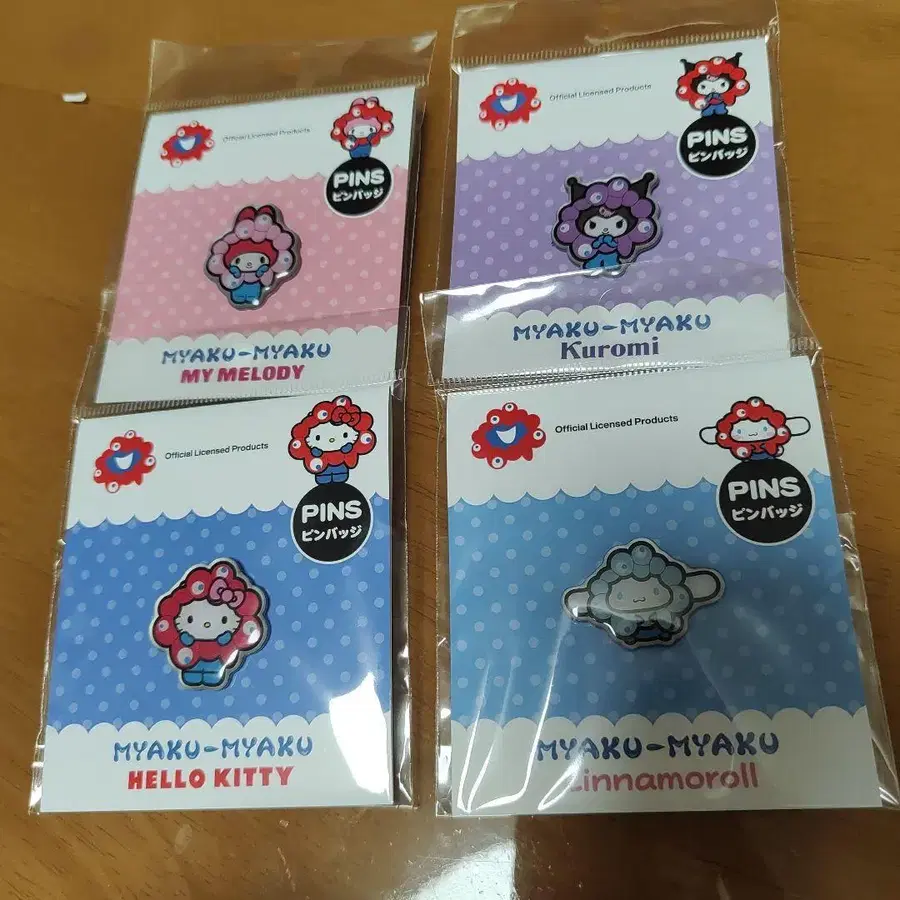 Official Licensed Products
PINS
ピンバッジ
MYAKU-MYAKU
MY MELODY
Official Licensed Products
PINS
ピンバッジ
MYAKU-MYAKU
Kuromi
Official Licensed Products
PINS
ピンバッジ
MYAKU-MYAKU
HELLO KITTY
Official Licensed Products
PINS
ピンバッジ
MYAKU-MYAKU
Cinnamoroll